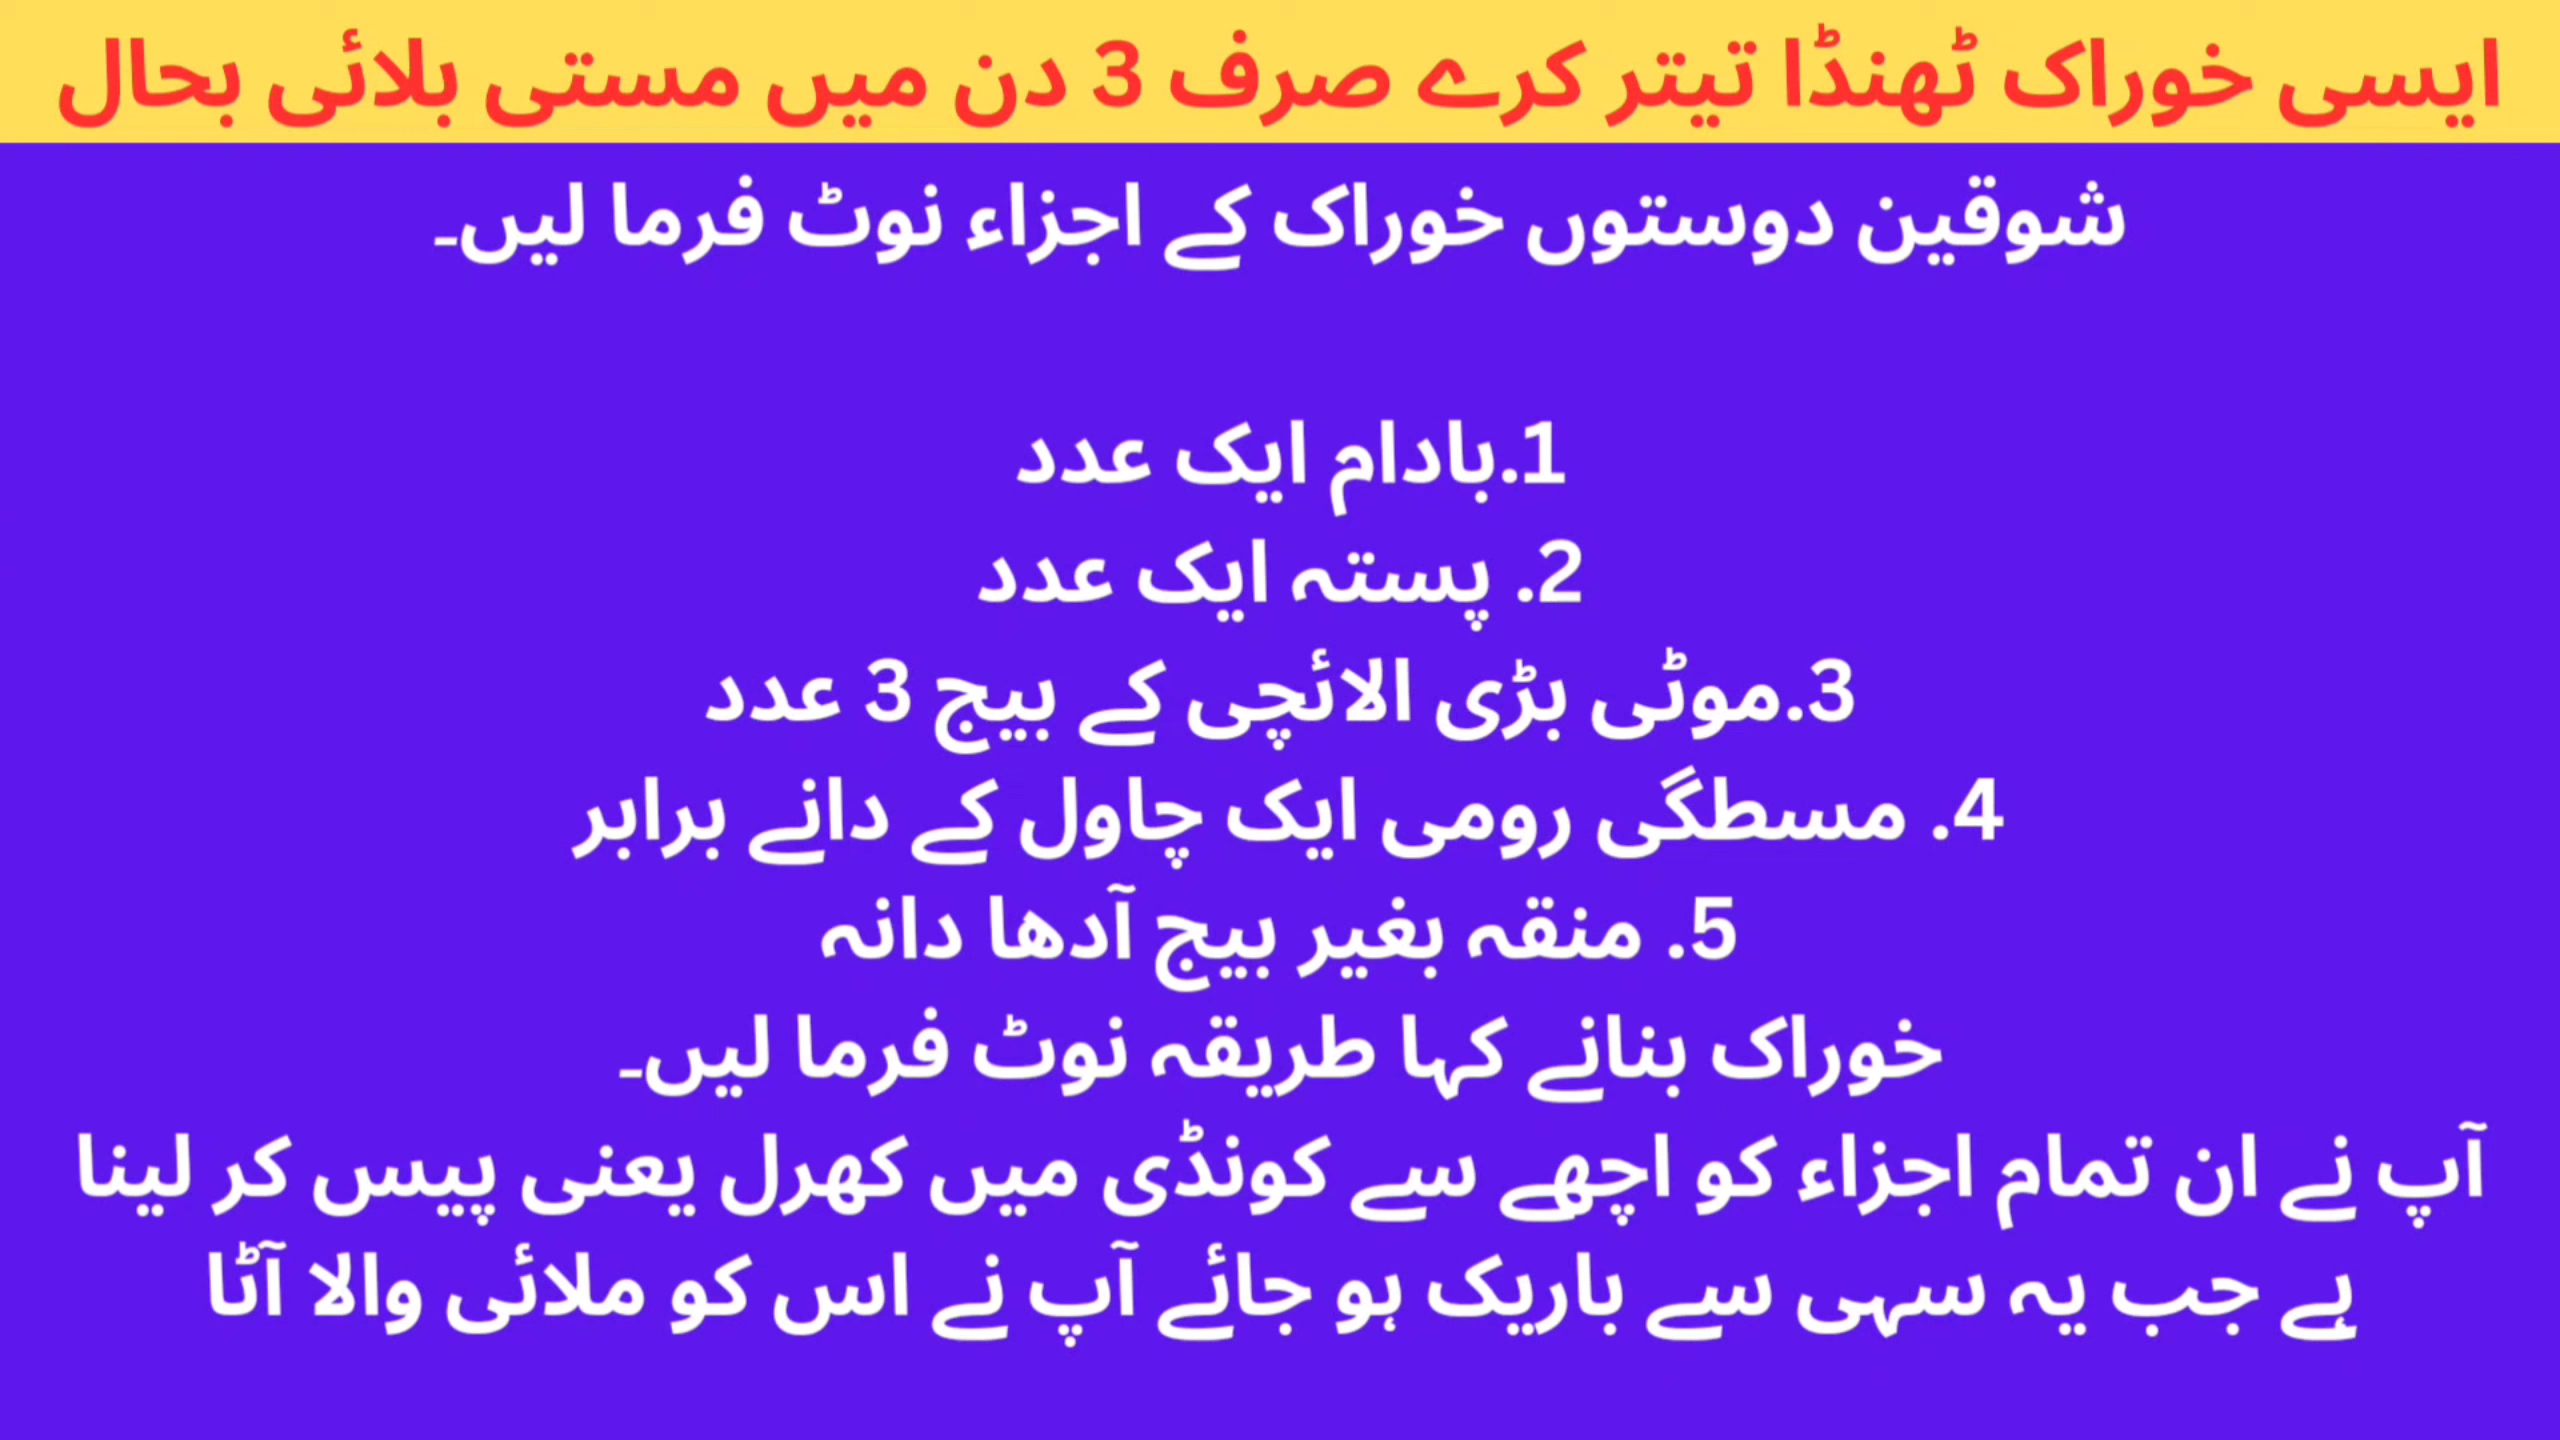 ایسی خوراک ٹھنڈا تیتر کرے صرف 3 دن میں مستی بلائی بحال
شوقین دوستوں خوراک کے اجزاء نوٹ فرما لیں۔
1.بادام ایک عدد
2. پستہ ایک عدد
3.موٹی بڑی الائچی کے بیج 3 عدد
4. مسطگی رومی ایک چاول کے دانے برابر
5. منقہ بغیر بیج آدھا دانہ
خوراک بنانے کہا طریقہ نوٹ فرما لیں۔
آپ نے ان تمام اجزاء کو اچھے سے کونڈی میں کھرل یعنی پیس کر لینا
ہے جب یہ سہی سے باریک ہو جائے آپ نے اس کو ملائی والا آٹا